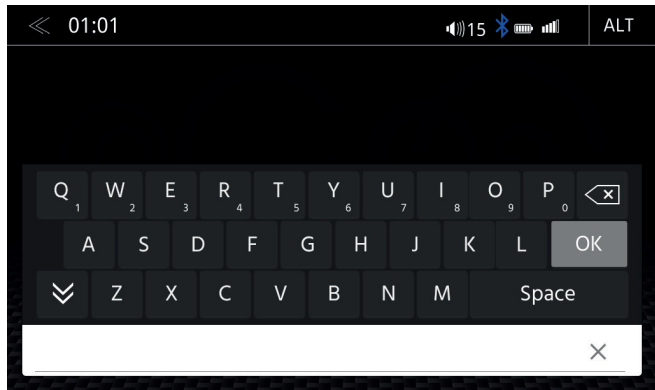 01:01 15 ALT
Q 1 W 2 E 3 R 4 T 5 Y 6 U 7 I 8 O 9 P 0
A S D F G H J K L OK
Z X C V B N M Space